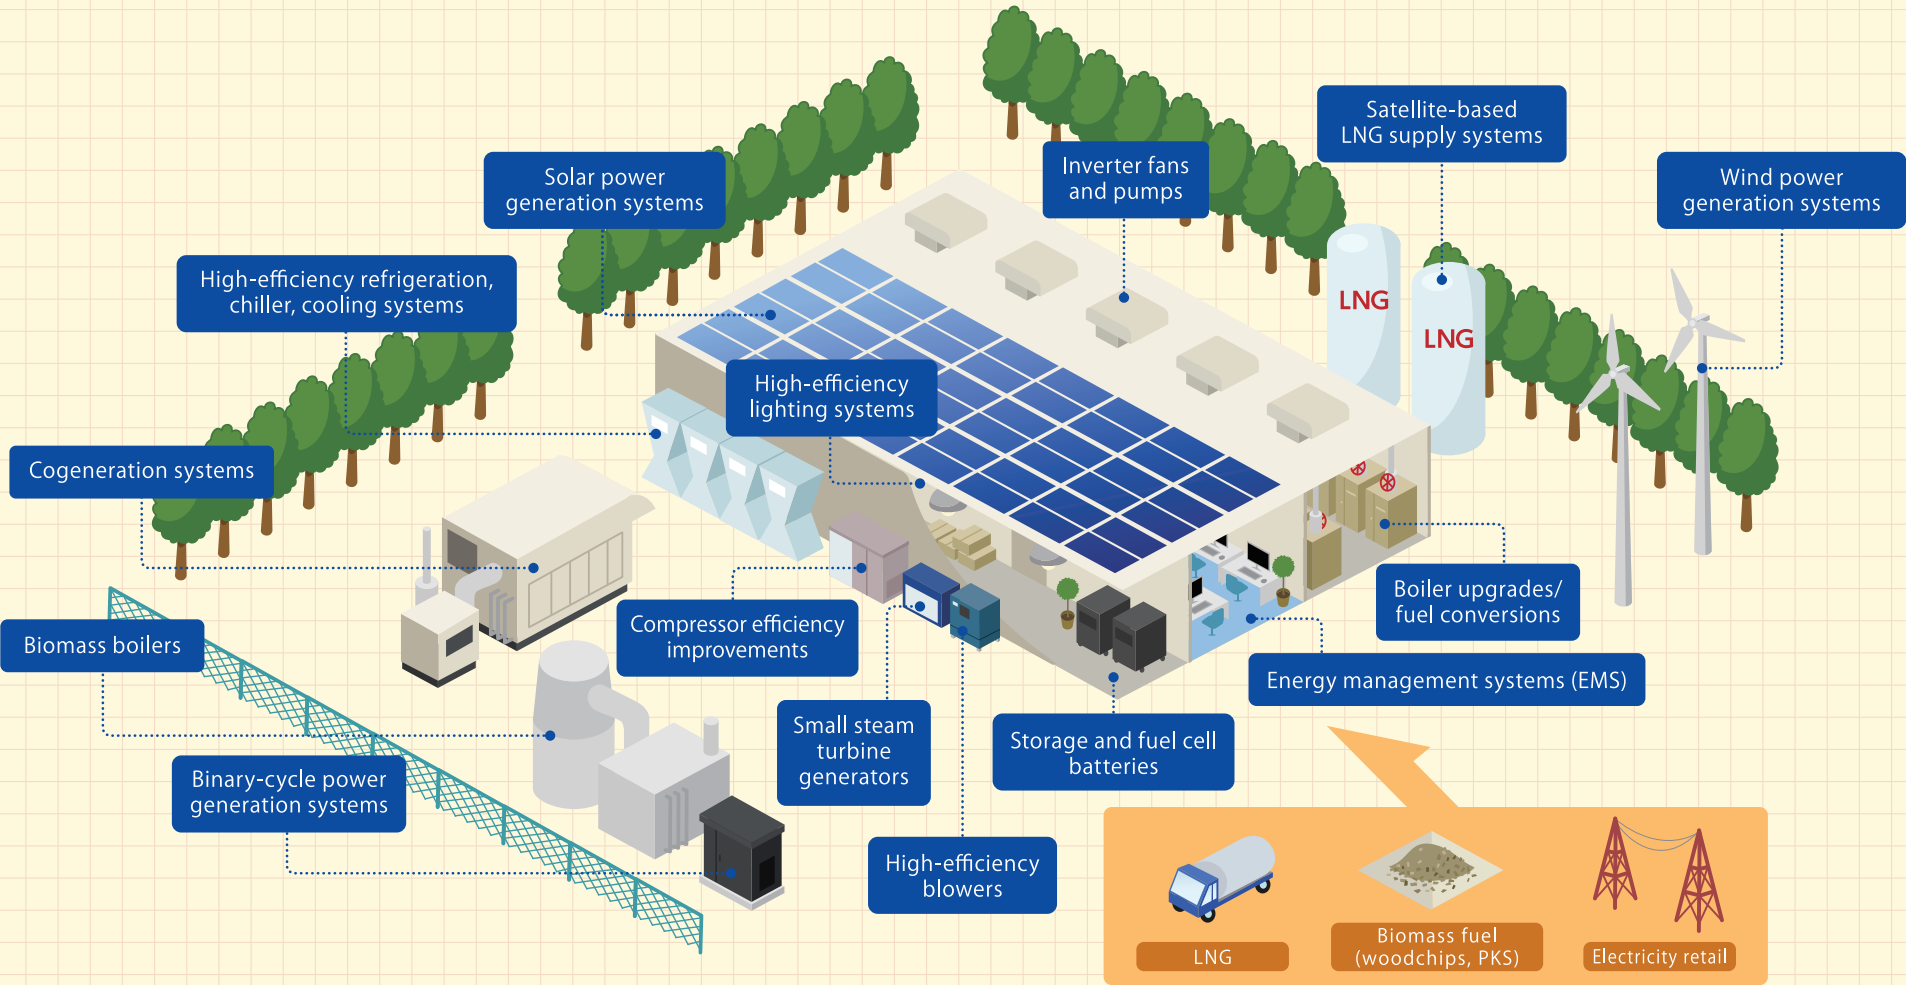 Satellite-based
LNG supply systems
Inverter fans
and pumps
Solar power
generation systems
Wind power
generation systems
High-efficiency refrigeration,
chiller, cooling systems
LNG
LNG
High-efficiency
lighting systems
Cogeneration systems
Boiler upgrades/
fuel conversions
Compressor efficiency
improvements
Biomass boilers
Energy management systems (EMS)
Small steam
turbine
generators
Storage and fuel cell
batteries
Binary-cycle power
generation systems
High-efficiency
blowers
LNG
Biomass fuel
(woodchips, PKS)
Electricity retail